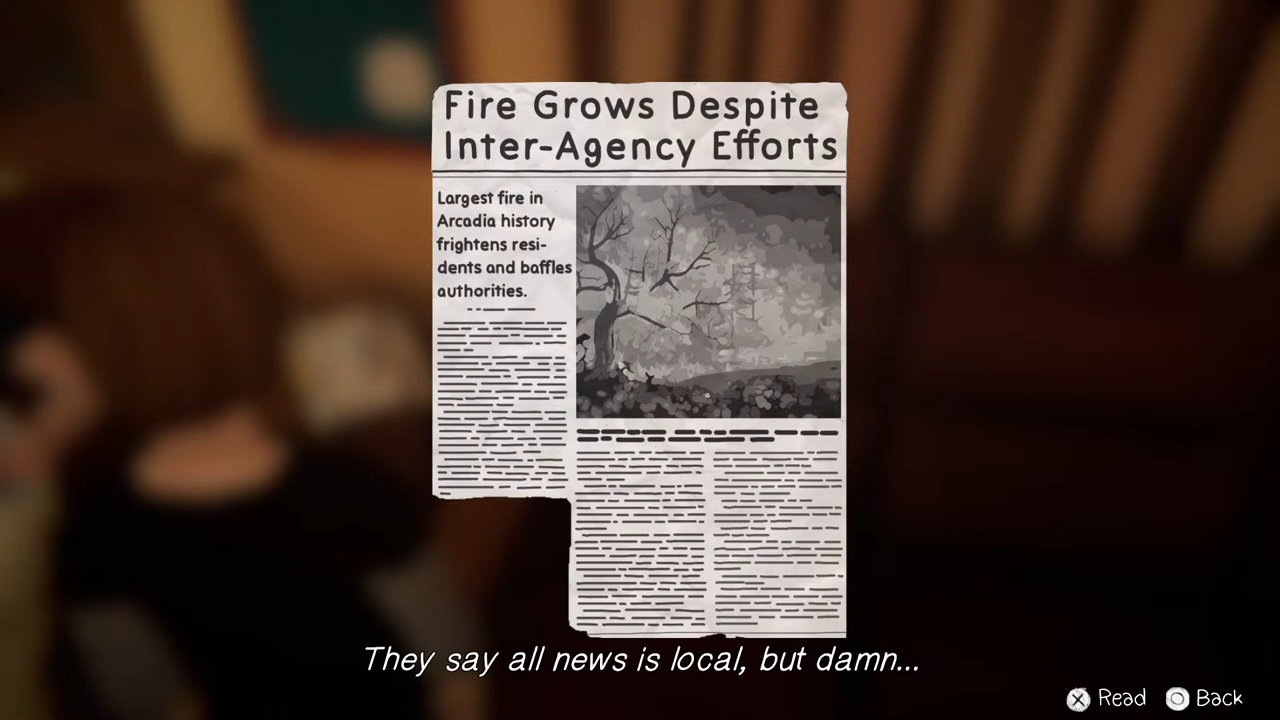 Fire Grows Despite
Inter-Agency Efforts
Largest fire in
Arcadia history
frightens resi-
dents and baffles
authorities.
They say all news is local, but damn...
Read
Back